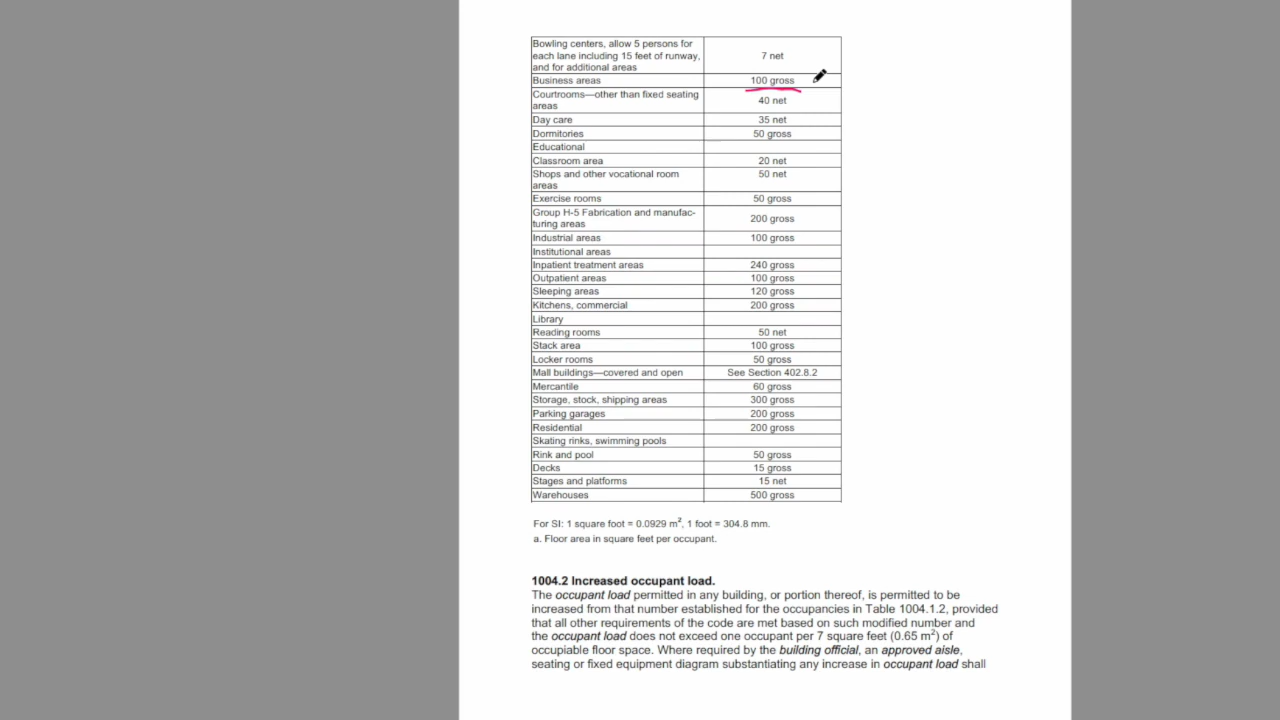 Bowling centers, allow 5 persons for
each lane including 15 feet of runway,
and for additional areas
7 net
Business areas
100 gross
Courtrooms—other than fixed seating
areas
40 net
Day care
35 net
Dormitories
50 gross
Educational
Classroom area
20 net
Shops and other vocational room
areas
50 net
Exercise rooms
50 gross
Group H-5 Fabrication and manufac-
turing areas
200 gross
Industrial areas
100 gross
Institutional areas
Inpatient treatment areas
240 gross
Outpatient areas
100 gross
Sleeping areas
120 gross
Kitchens, commercial
200 gross
Library
Reading rooms
50 net
Stack area
100 gross
Locker rooms
50 gross
Mall buildings—covered and open
See Section 402.8.2
Mercantile
60 gross
Storage, stock, shipping areas
300 gross
Parking garages
200 gross
Residential
200 gross
Skating rinks, swimming pools
Rink and pool
50 gross
Decks
15 gross
Stages and platforms
15 net
Warehouses
500 gross
For SI: 1 square foot = 0.0929 m², 1 foot = 304.8 mm.
a. Floor area in square feet per occupant.
1004.2 Increased occupant load.
The occupant load permitted in any building, or portion thereof, is permitted to be
increased from that number established for the occupancies in Table 1004.1.2, provided
that all other requirements of the code are met based on such modified number and
the occupant load does not exceed one occupant per 7 square feet (0.65 m²) of
occupiable floor space. Where required by the building official, an approved aisle,
seating or fixed equipment diagram substantiating any increase in occupant load shall